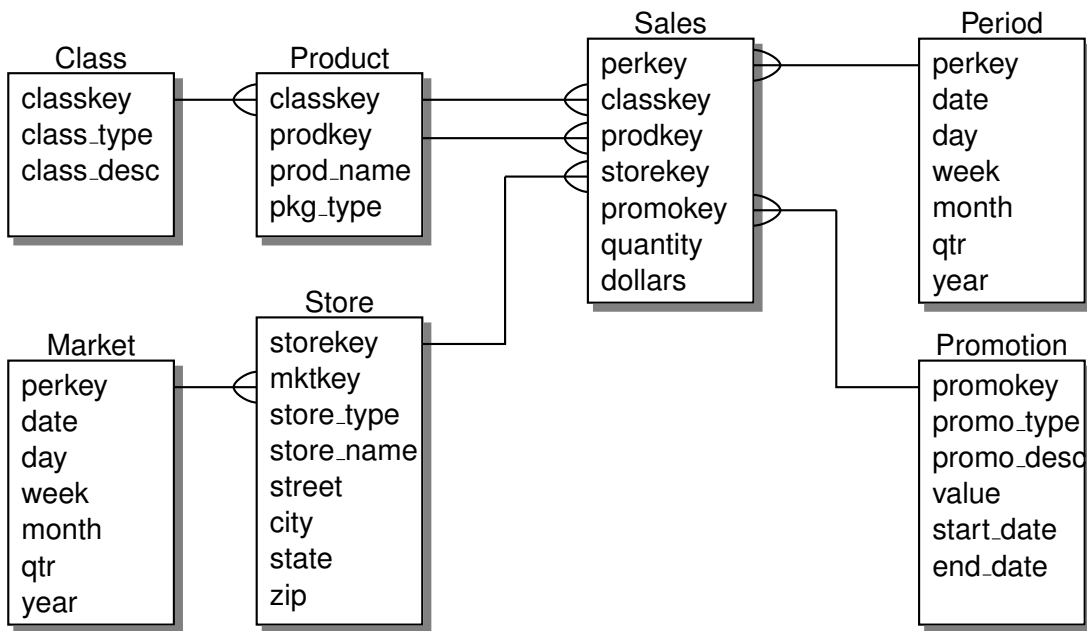 Class
classkey
class_type
class_desc
Product
classkey
prodkey
prod_name
pkg_type
Sales
perkey
classkey
prodkey
storekey
promokey
quantity
dollars
Period
perkey
date
day
week
month
qtr
year
Market
perkey
date
day
week
month
qtr
year
Store
storekey
mktkey
store_type
store_name
street
city
state
zip
Promotion
promokey
promo_type
promo_desc
value
start_date
end_date